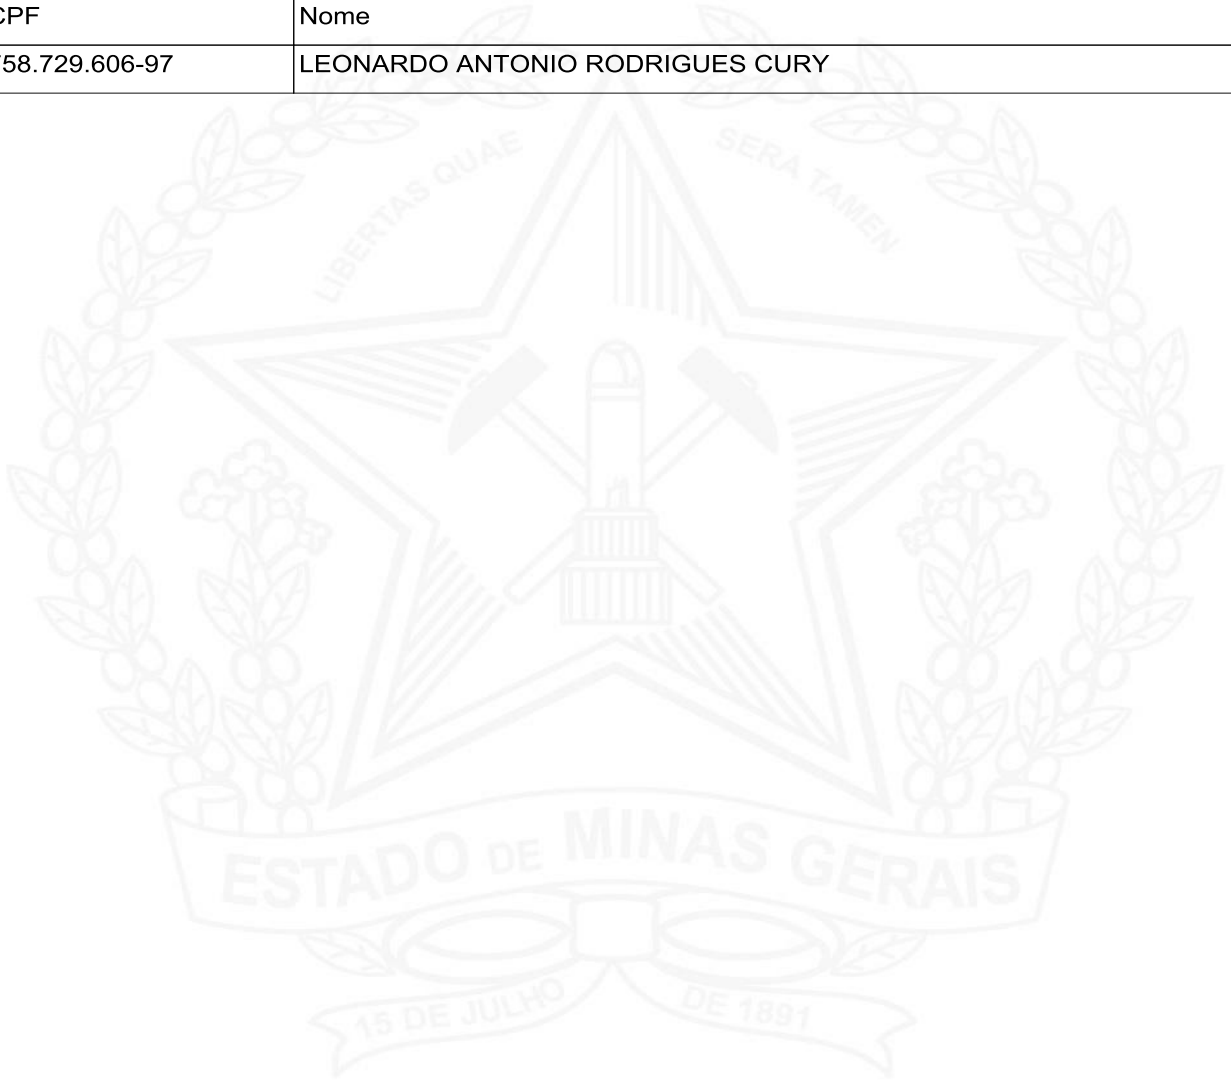 CPF Nome
758.729.606-97 LEONARDO ANTONIO RODRIGUES CURY
LIBERTAS QUAE SERA TAMEN
ESTADO DE MINAS GERAIS
15 DE JULHO DE 1891